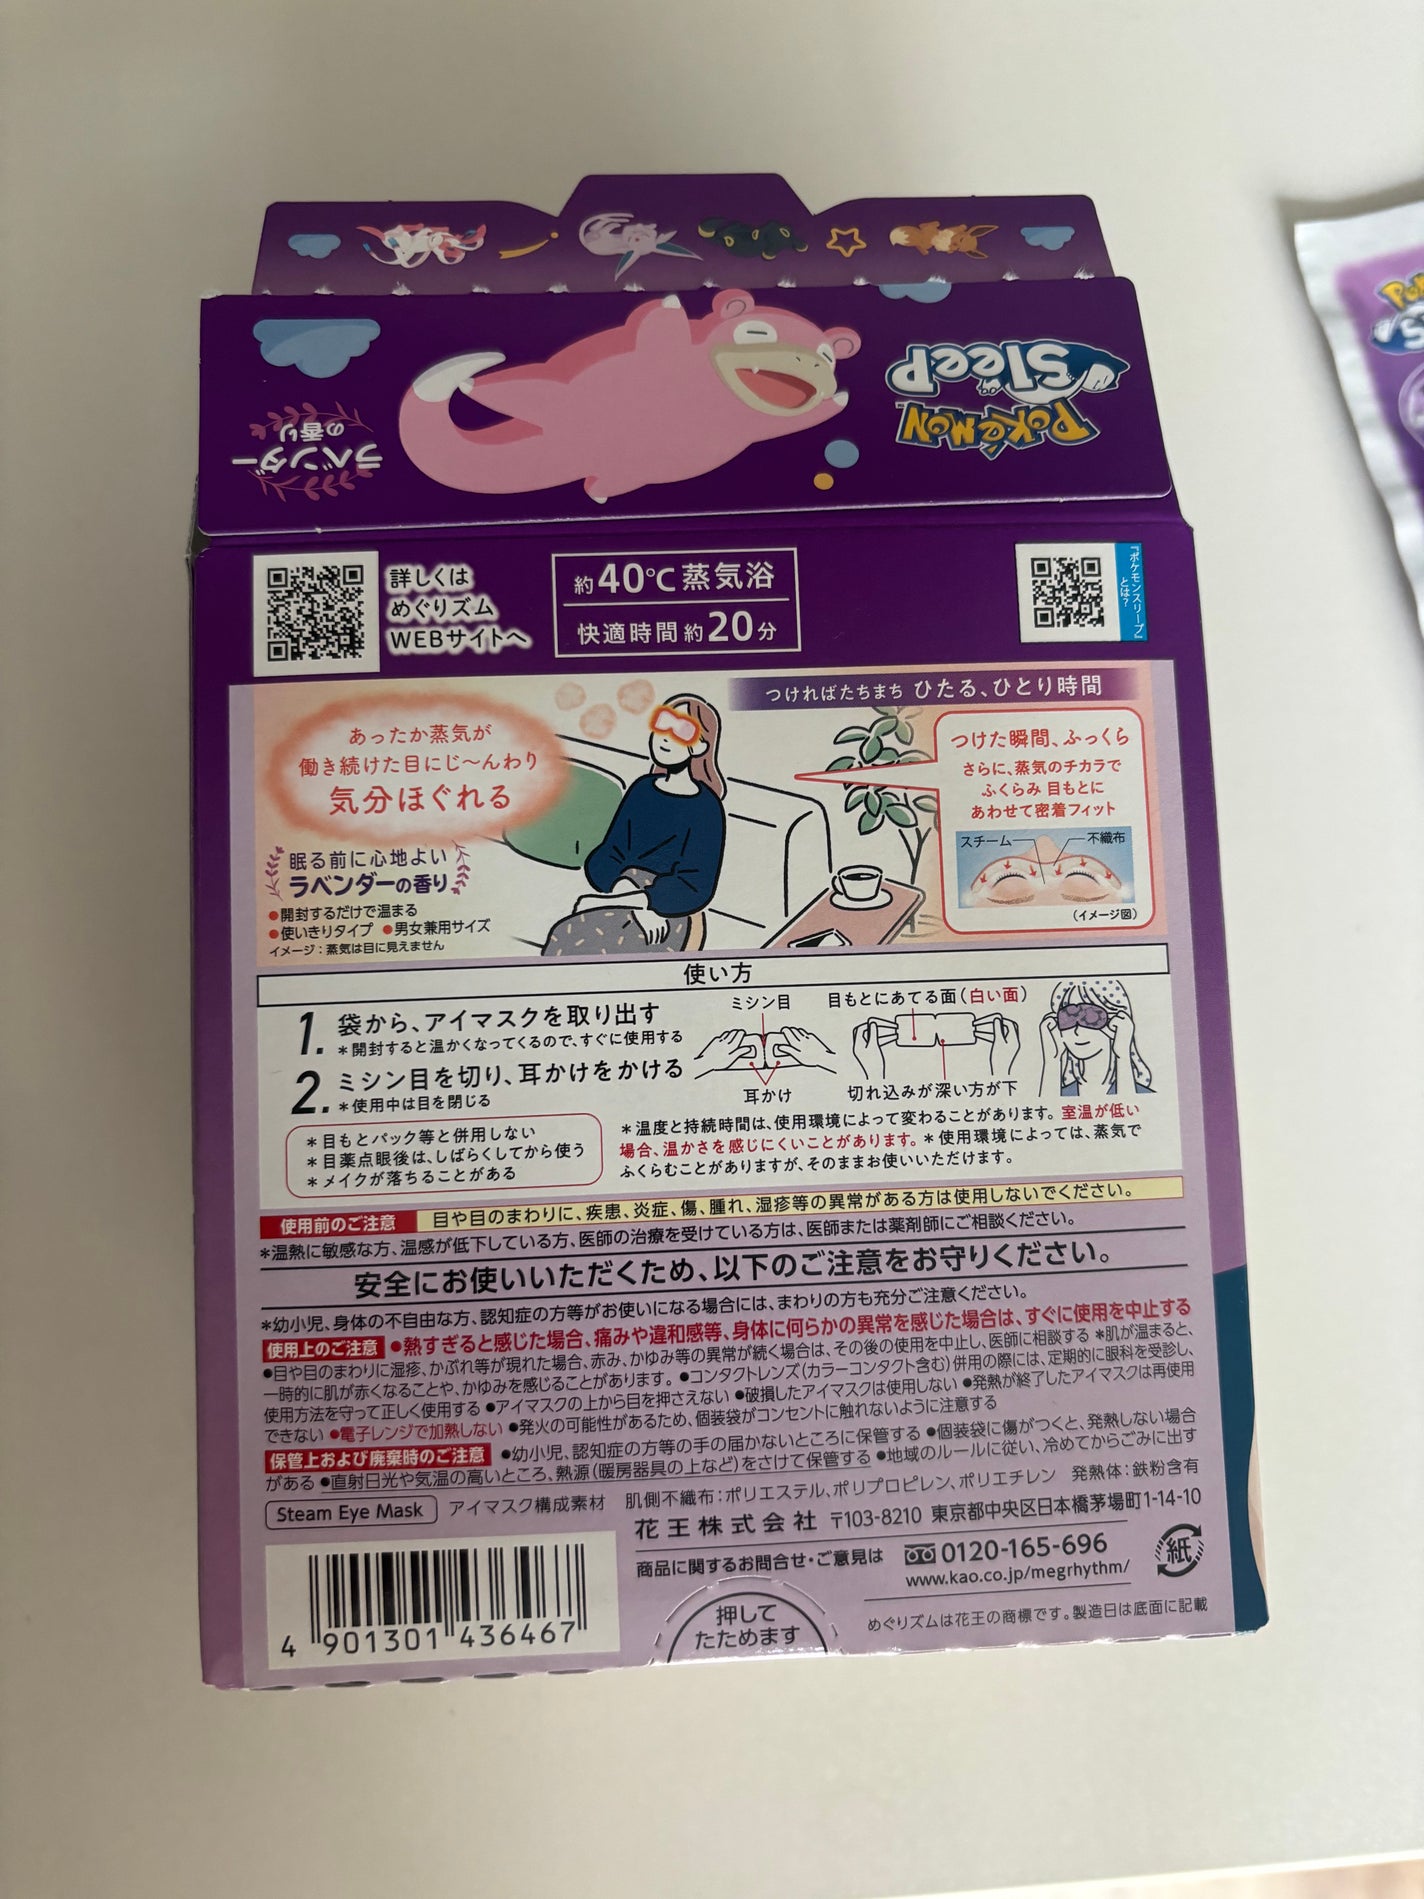 POKÉMON
Sleep
ラベンダー
の香り
詳しくは
めぐりズム
WEBサイトへ
約40℃蒸気浴
快適時間 約20分
『ポケモンスリープ』
とは?
つければたちまち ひたる、ひとり時間
あったか蒸気が
働き続けた目にじ〜んわり
気分ほぐれる
眠る前に心地よい
ラベンダーの香り
●開封するだけで温まる
●使いきりタイプ ●男女兼用サイズ
イメージ：蒸気は目に見えません
つけた瞬間、ふっくら
さらに、蒸気のチカラで
ふくらみ 目もとに
あわせて密着フィット
スチーム
不織布
(イメージ図)
使い方
1. 袋から、アイマスクを取り出す
＊開封すると温かくなってくるので、すぐに使用する
2. ミシン目を切り、耳かけをかける
＊使用中は目を閉じる
ミシン目
耳かけ
目もとにあてる面(白い面)
切れ込みが深い方が下
＊目もとパック等と併用しない
＊目薬点眼後は、しばらくしてから使う
＊メイクが落ちることがある
＊温度と持続時間は、使用環境によって変わることがあります。室温が低い
場合、温かさを感じにくいことがあります。＊使用環境によっては、蒸気で
ふくらむことがありますが、そのままお使いいただけます。
使用前のご注意 目や目のまわりに、疾患、炎症、傷、腫れ、湿疹等の異常がある方は使用しないでください。
＊温熱に敏感な方、温感が低下している方、医師の治療を受けている方は、医師または薬剤師にご相談ください。
安全にお使いいただくため、以下のご注意をお守りください。
＊幼小児、身体の不自由な方、認知症の方等がお使いになる場合には、まわりの方も充分ご注意ください。
使用上のご注意 ●熱すぎると感じた場合、痛みや違和感等、身体に何らかの異常を感じた場合は、すぐに使用を中止する
●目や目のまわりに湿疹、かぶれ等が現れた場合、赤み、かゆみ等の異常が続く場合は、その後の使用を中止し、医師に相談する ＊肌が温まると、
一時的に肌が赤くなることや、かゆみを感じることがあります。●コンタクトレンズ(カラーコンタクト含む)併用の際には、定期的に眼科を受診し、
使用方法を守って正しく使用する ●アイマスクの上から目を押さえない ●破損したアイマスクは使用しない ●発熱が終了したアイマスクは再使用
できない ●電子レンジで加熱しない ●発火の可能性があるため、個装袋がコンセントに触れないように注意する
保管上および廃棄時のご注意 ●幼小児、認知症の方等の手の届かないところに保管する ●個装袋に傷がつくと、発熱しない場合
がある ●直射日光や気温の高いところ、熱源(暖房器具の上など)をさけて保管する ●地域のルールに従い、冷めてからごみに出す
Steam Eye Mask アイマスク構成素材 肌側不織布：ポリエステル、ポリプロピレン、ポリエチレン 発熱体：鉄粉含有
花王株式会社 〒103-8210 東京都中央区日本橋茅場町1-14-10
商品に関するお問合せ・ご意見は 0120-165-696
www.kao.co.jp/megrhythm/
紙
めぐりズムは花王の商標です。製造日は底面に記載
押して
たためます
4 901301 436467